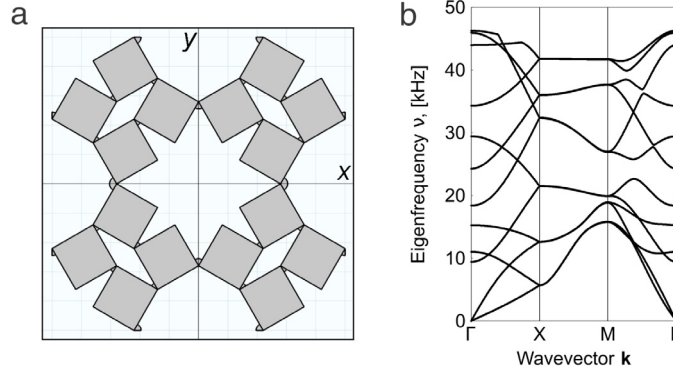 a
y
x
b
Eigenfrequency ν, [kHz]
50
40
30
20
10
0
Γ X M Γ
Wavevector k